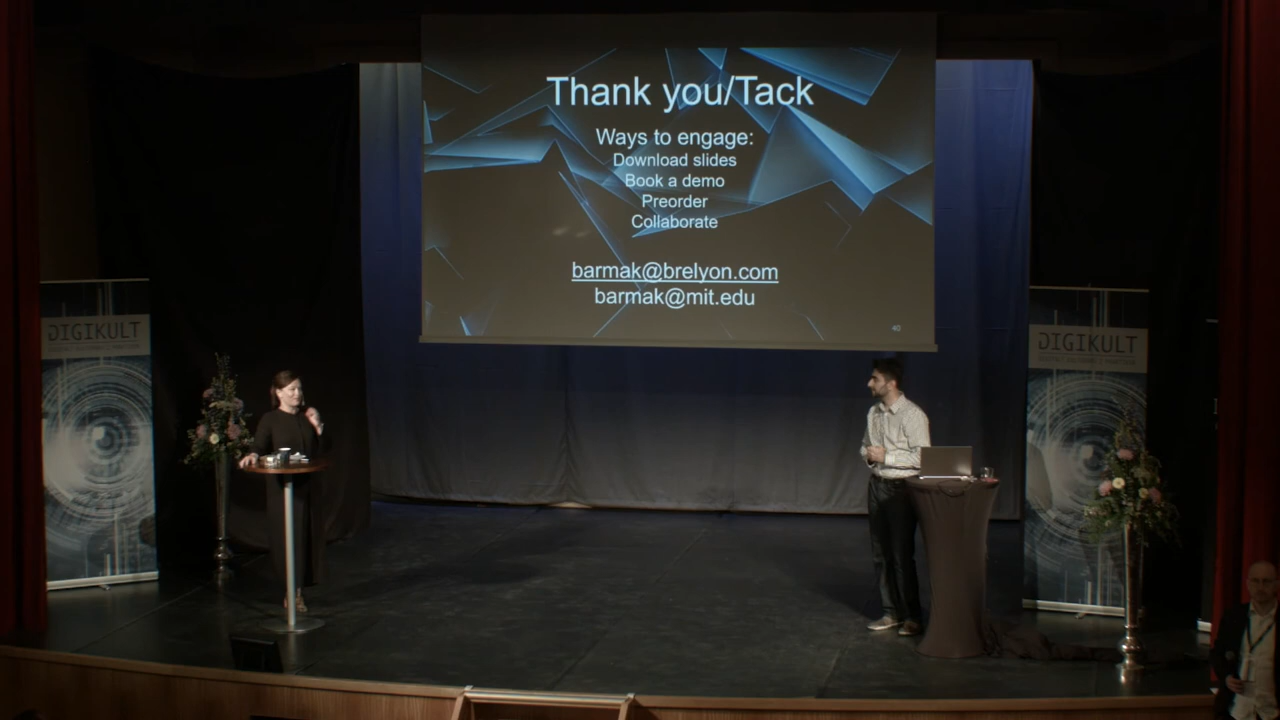 Thank you/Tack
Ways to engage:
Download slides
Book a demo
Preorder
Collaborate
barmak@brelyon.com
barmak@mit.edu
40
DIGIKULT
DIGIKULT